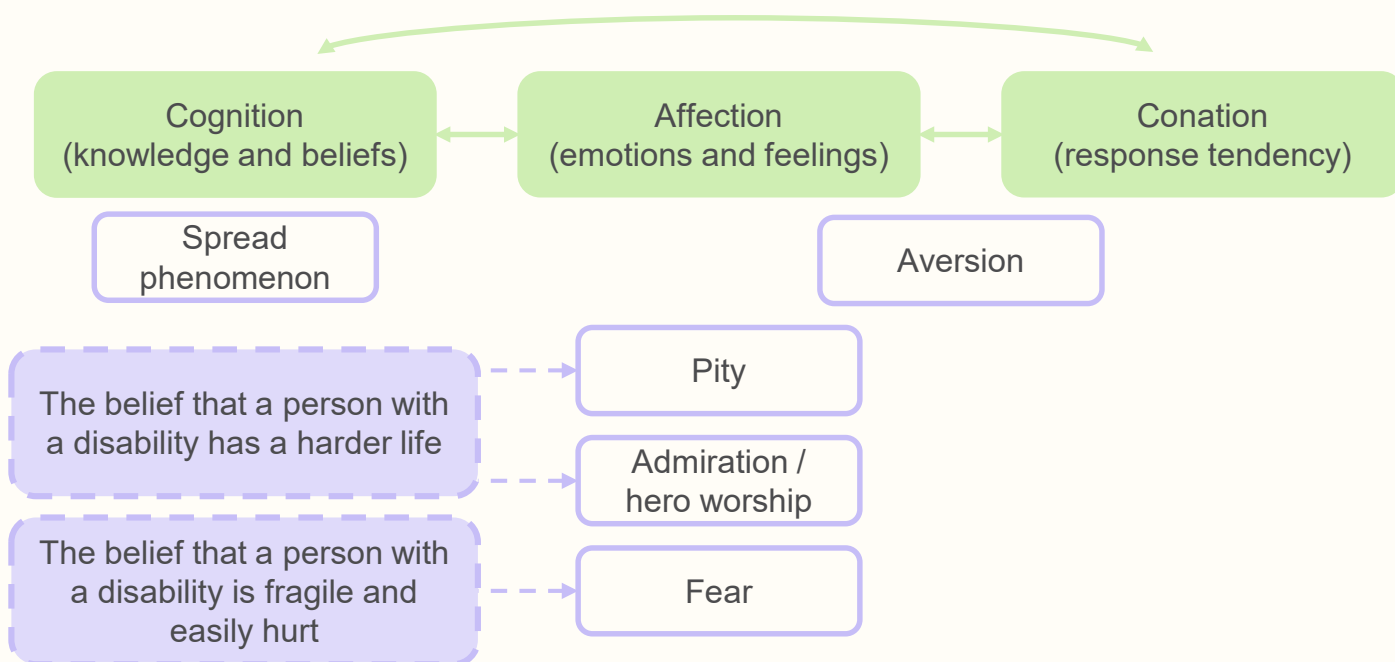 Cognition
(knowledge and beliefs)
Affection
(emotions and feelings)
Conation
(response tendency)
Spread
phenomenon
Aversion
The belief that a person with
a disability has a harder life
Pity
Admiration /
hero worship
The belief that a person with
a disability is fragile and
easily hurt
Fear